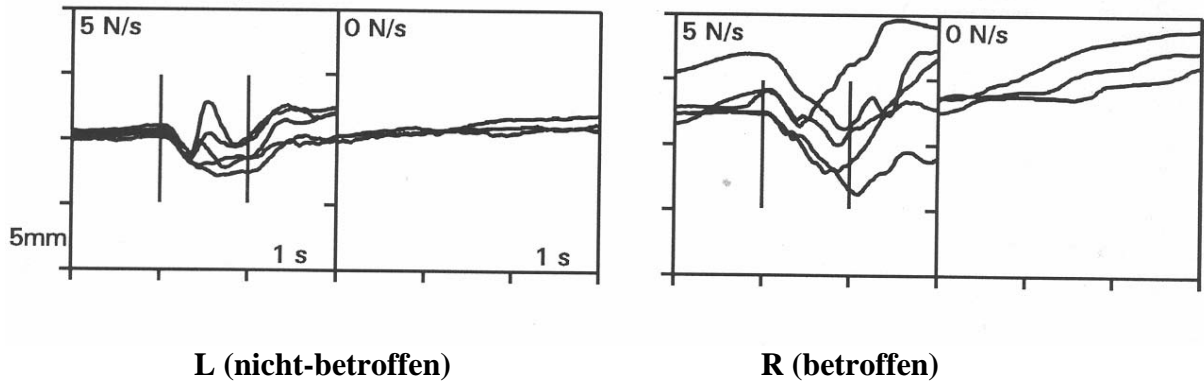 5 N/s
0 N/s
5mm
1 s
1 s
5 N/s
0 N/s
L (nicht-betroffen)
R (betroffen)